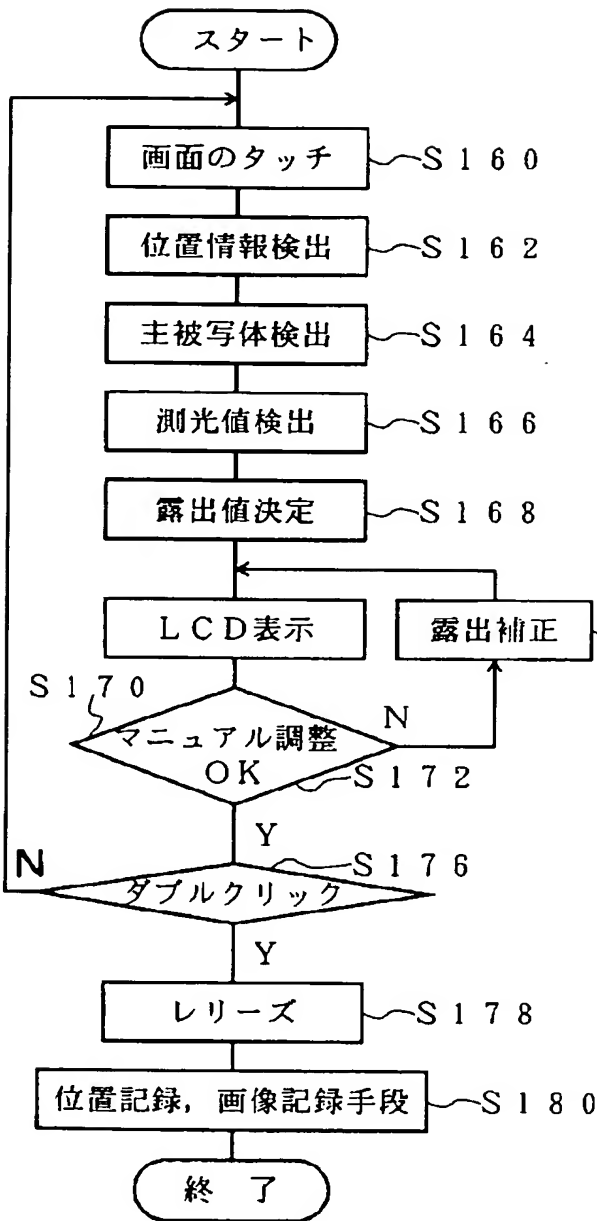 スタート
画面のタッチ
S160
位置情報検出
S162
主被写体検出
S164
測光値検出
S166
露出値決定
S168
LCD表示
露出補正
S170
マニュアル調整
OK
N
S172
Y
N
S176
ダブルクリック
Y
レリーズ
S178
位置記録，画像記録手段
S180
終了